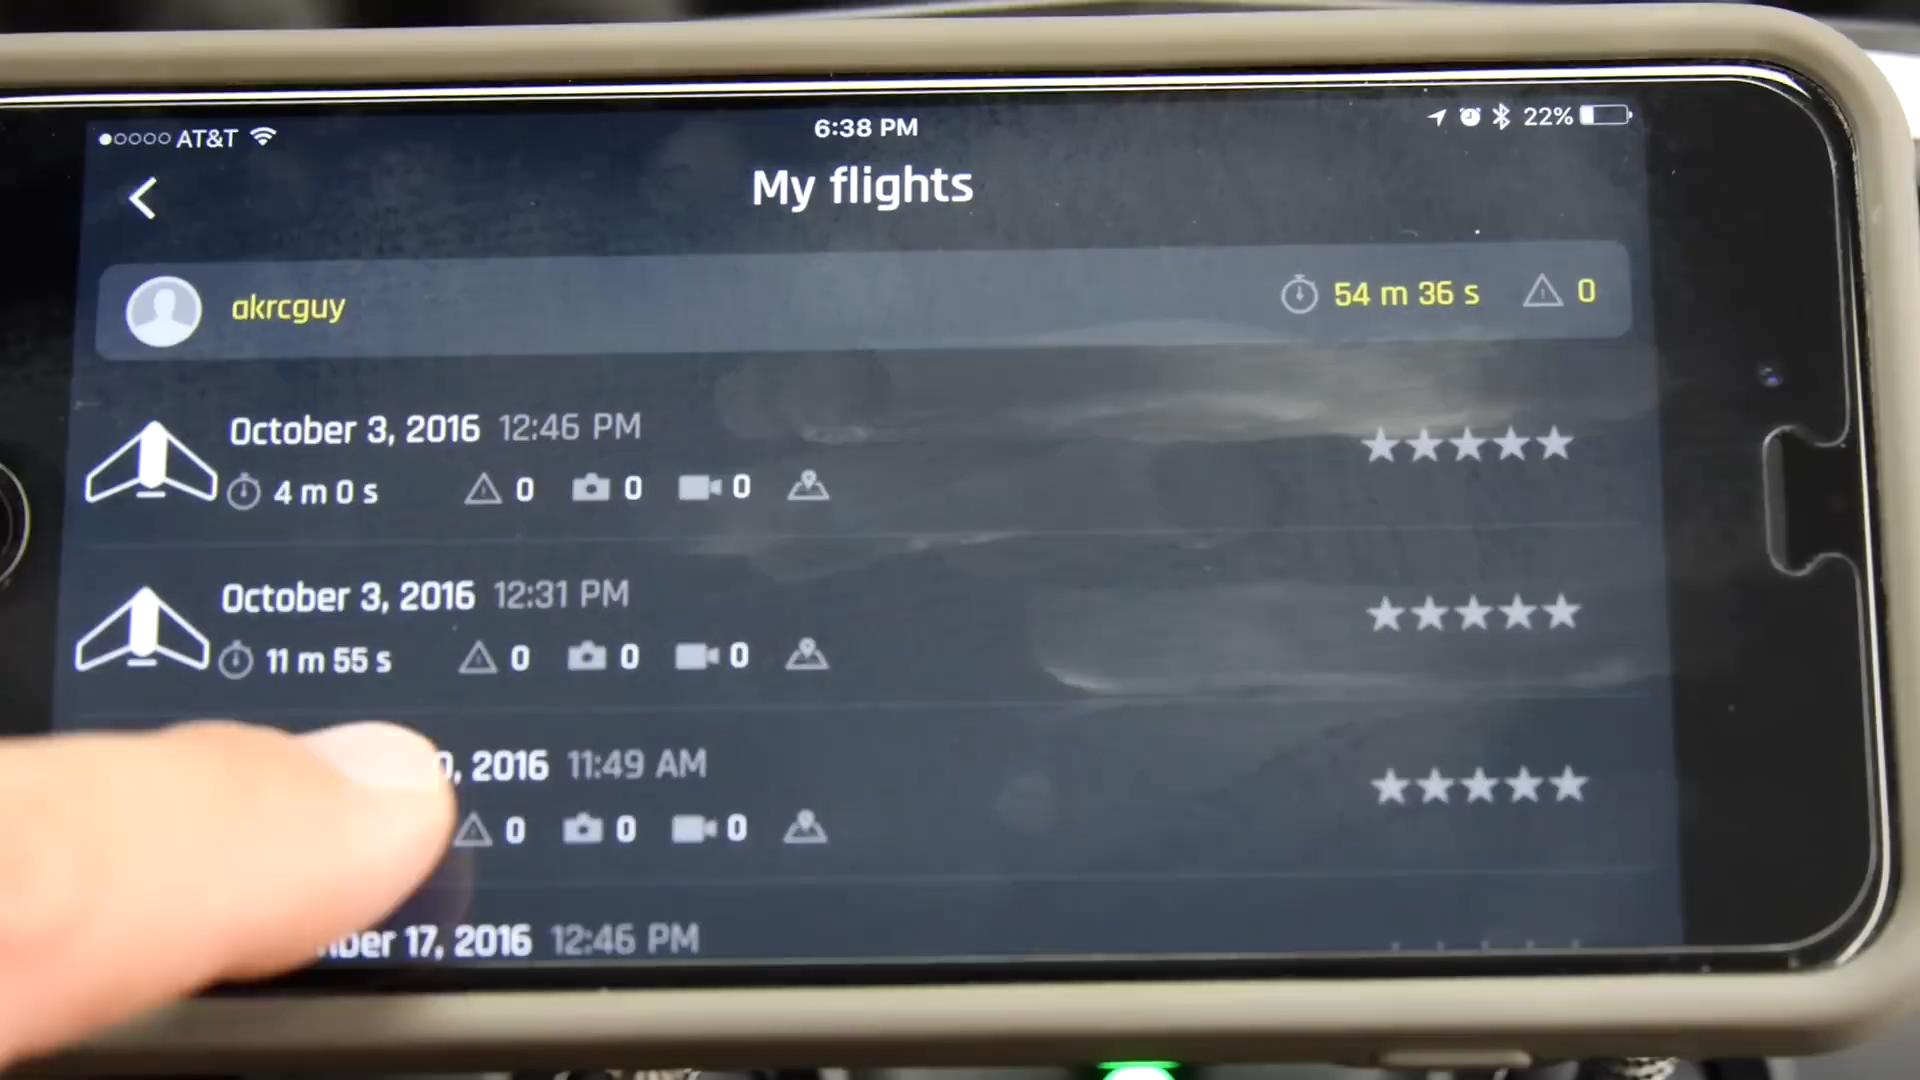 AT&T 6:38 PM 22%
My flights
akrcguy 54 m 36 s 0
October 3, 2016 12:46 PM
4 m 0 s 0 0 0
October 3, 2016 12:31 PM
11 m 55 s 0 0 0
0, 2016 11:49 AM
0 0 0
ber 17, 2016 12:46 PM